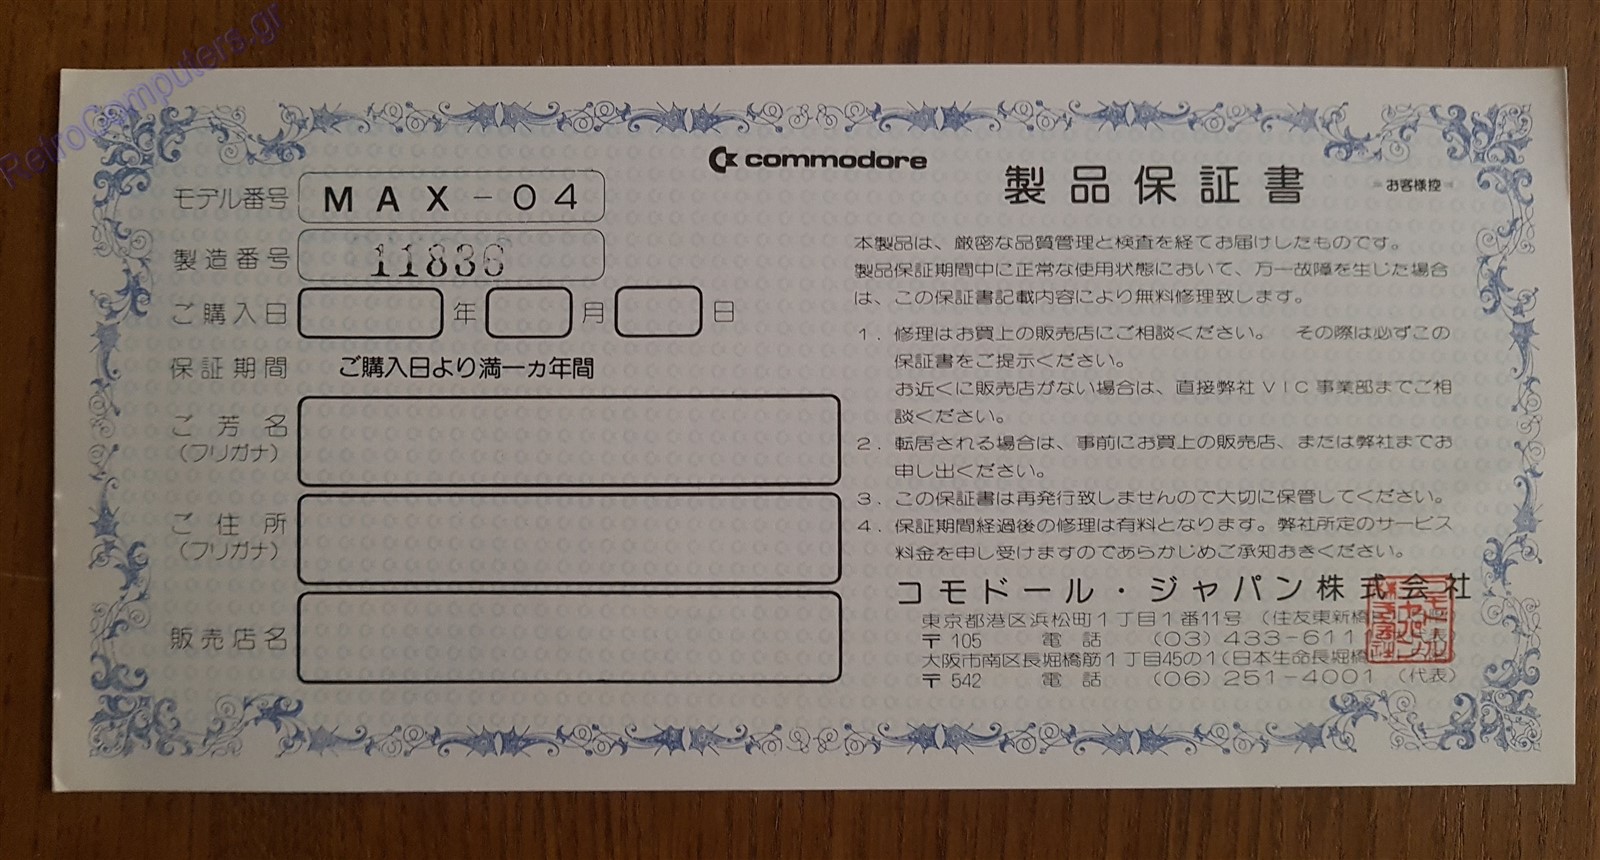 RetroComputers.gr
commodore
製品保証書
お客様控
モデル番号 MAX-04
製造番号 11836
ご購入日 年 月 日
保証期間 ご購入日より満一ヵ年間
ご芳名
(フリガナ)
ご住所
(フリガナ)
販売店名
本製品は、厳密な品質管理と検査を経てお届けしたものです。
製品保証期間中に正常な使用状態において、万一故障を生じた場合
は、この保証書記載内容により無料修理致します。
1. 修理はお買上の販売店にご相談ください。 その際は必ずこの
保証書をご提示ください。
お近くに販売店がない場合は、直接弊社VIC事業部までご相
談ください。
2. 転居される場合は、事前にお買上の販売店、または弊社までお
申し出ください。
3. この保証書は再発行致しませんので大切に保管してください。
4. 保証期間経過後の修理は有料となります。弊社所定のサービス
料金を申し受けますのであらかじめご承知おきください。
コモドール・ジャパン株式会社
東京都港区浜松町1丁目1番11号 (住友東新橋
〒105 電話 (03) 433-611 代表)
大阪市南区長堀橋筋1丁目45の1(日本生命長堀橋
〒542 電話 (06) 251-4001 (代表)